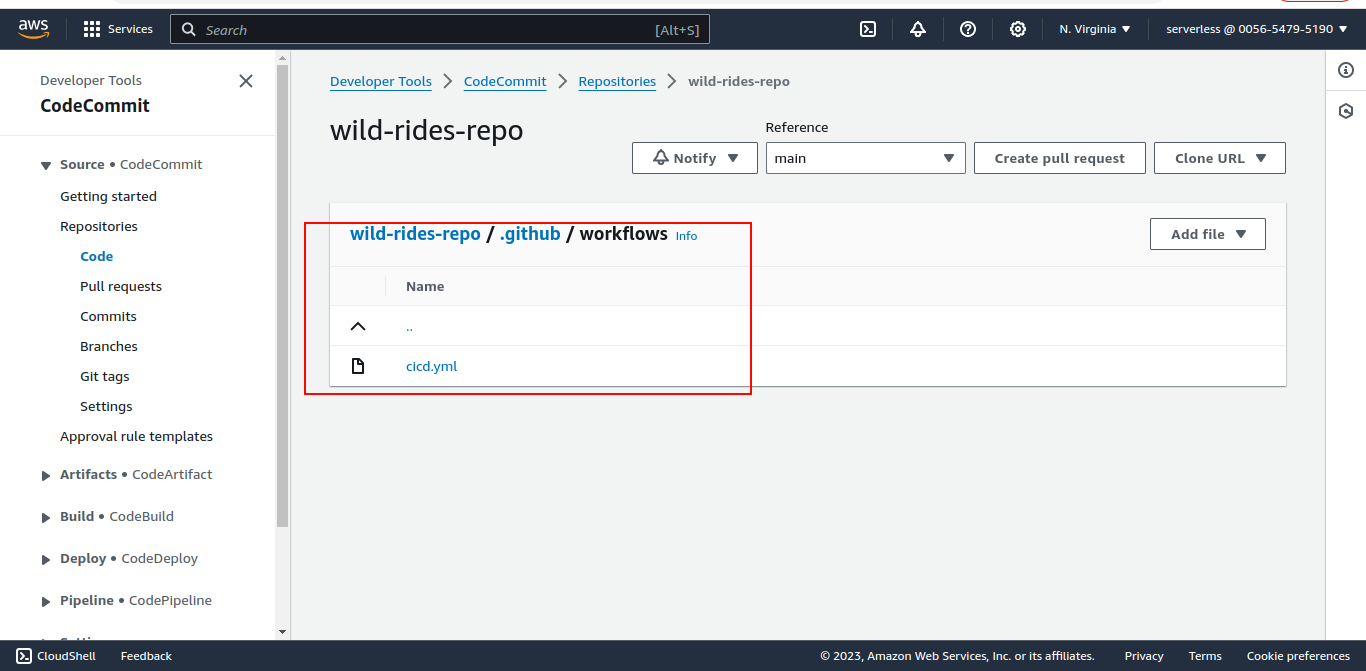 aws Services Search [Alt+S] N. Virginia serverless @ 0056-5479-5190
Developer Tools
CodeCommit
Source • CodeCommit
Getting started
Repositories
Code
Pull requests
Commits
Branches
Git tags
Settings
Approval rule templates
Artifacts • CodeArtifact
Build • CodeBuild
Deploy • CodeDeploy
Pipeline • CodePipeline
Developer Tools CodeCommit Repositories wild-rides-repo
wild-rides-repo
Reference
Notify main Create pull request Clone URL
wild-rides-repo / .github / workflows Info Add file
Name
..
cicd.yml
CloudShell Feedback © 2023, Amazon Web Services, Inc. or its affiliates. Privacy Terms Cookie preferences